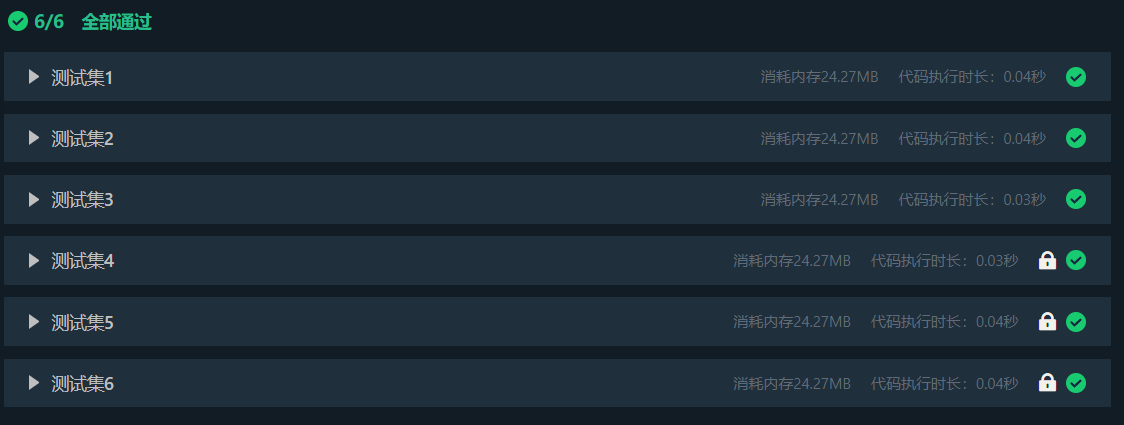 6/6 全部通过
测试集1 消耗内存24.27MB 代码执行时长：0.04秒
测试集2 消耗内存24.27MB 代码执行时长：0.04秒
测试集3 消耗内存24.27MB 代码执行时长：0.03秒
测试集4 消耗内存24.27MB 代码执行时长：0.03秒
测试集5 消耗内存24.27MB 代码执行时长：0.04秒
测试集6 消耗内存24.27MB 代码执行时长：0.04秒